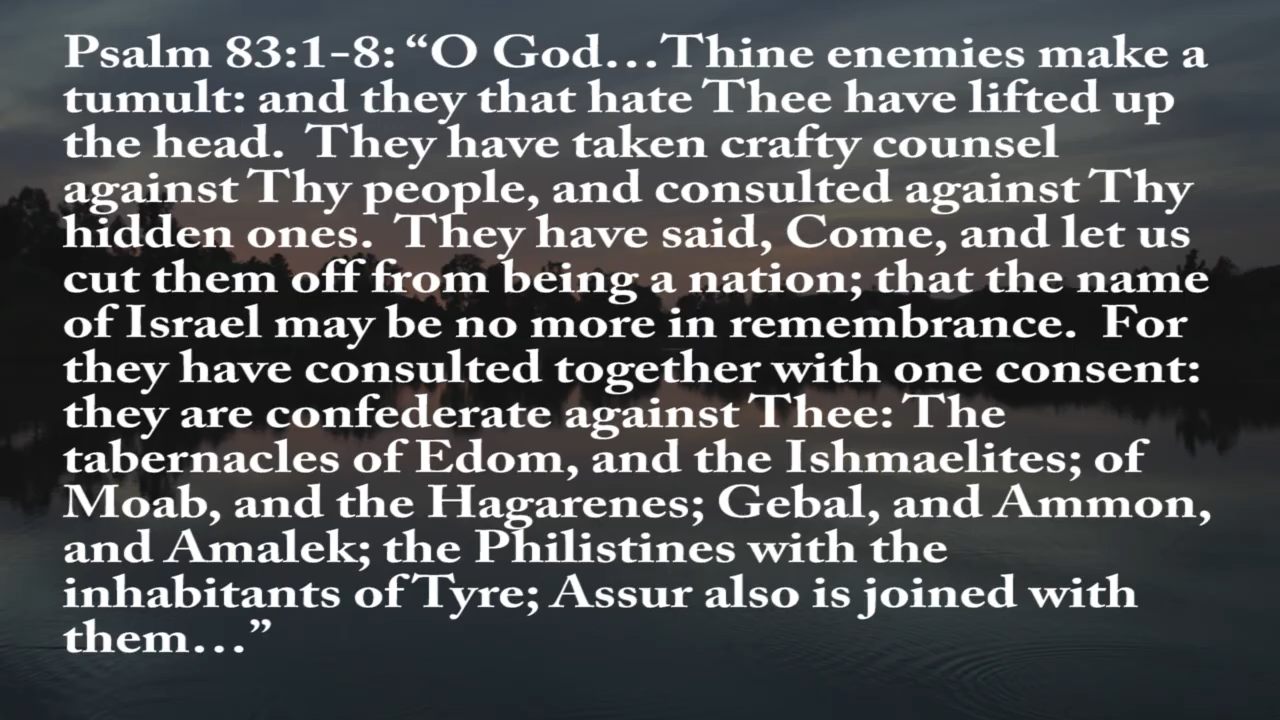 Psalm 83:1-8: “O God…Thine enemies make a
tumult: and they that hate Thee have lifted up
the head.  They have taken crafty counsel
against Thy people, and consulted against Thy
hidden ones.  They have said, Come, and let us
cut them off from being a nation; that the name
of Israel may be no more in remembrance.  For
they have consulted together with one consent:
they are confederate against Thee: The
tabernacles of Edom, and the Ishmaelites; of
Moab, and the Hagarenes; Gebal, and Ammon,
and Amalek; the Philistines with the
inhabitants of Tyre; Assur also is joined with
them…”